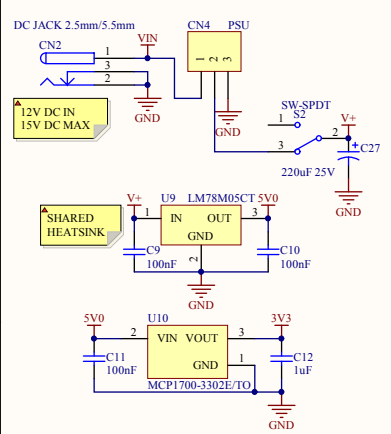 DC JACK 2.5mm/5.5mm
CN2
1
3
2
VIN
GND
CN4 PSU
1 2 3
GND
12V DC IN
15V DC MAX
SW-SPDT
S2
1
3
2
V+
C27
220uF 25V
GND
SHARED
HEATSINK
V+
U9 LM78M05CT
5V0
1 IN OUT 3
GND
2
C9
100nF
C10
100nF
GND
5V0
U10
3V3
2 VIN VOUT 3
GND 1
MCP1700-3302E/TO
C11
100nF
C12
1uF
GND